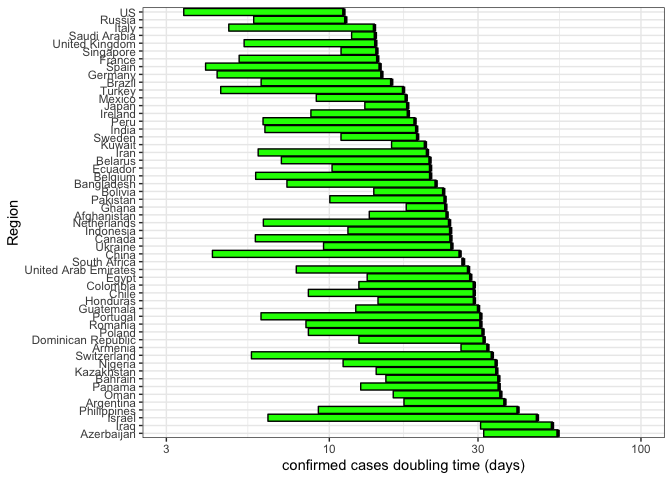 US
Russia
Italy
Saudi Arabia
United Kingdom
Singapore
France
Spain
Germany
Brazil
Turkey
Mexico
Japan
Ireland
Peru
India
Sweden
Kuwait
Iran
Belarus
Ecuador
Belgium
Bangladesh
Bolivia
Pakistan
Ghana
Afghanistan
Netherlands
Indonesia
Canada
Ukraine
China
South Africa
United Arab Emirates
Egypt
Colombia
Chile
Honduras
Guatemala
Portugal
Romania
Poland
Dominican Republic
Armenia
Switzerland
Nigeria
Kazakhstan
Bahrain
Panama
Oman
Argentina
Philippines
Israel
Iraq
Azerbaijan
Region
3 10 30 100
confirmed cases doubling time (days)